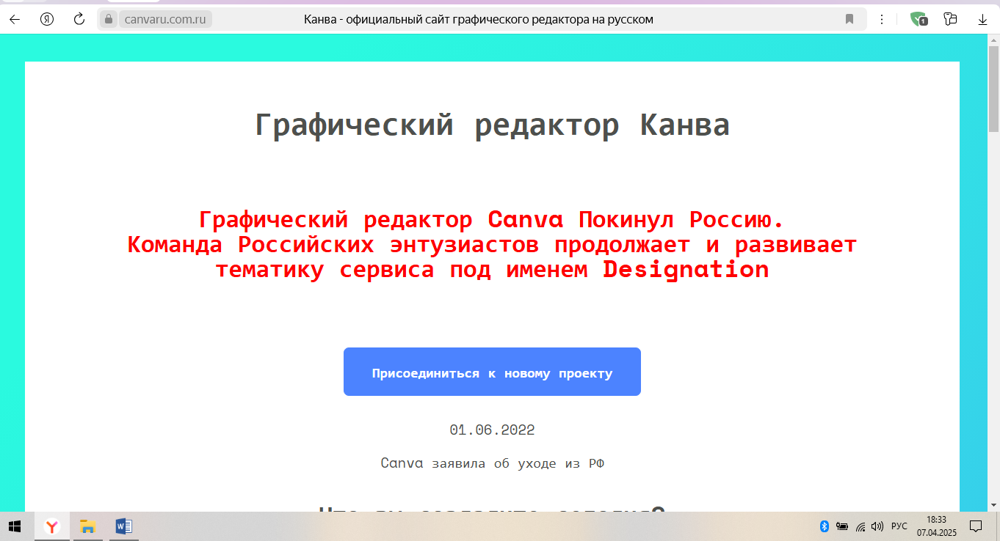 canvaru.com.ru
Канва - официальный сайт графического редактора на русском
1
Графический редактор Канва
Графический редактор Canva Покинул Россию.
Команда Российских энтузиастов продолжает и развивает
тематику сервиса под именем Designation
Присоединиться к новому проекту
01.06.2022
Canva заявила об уходе из РФ
РУС
18:33
07.04.2025